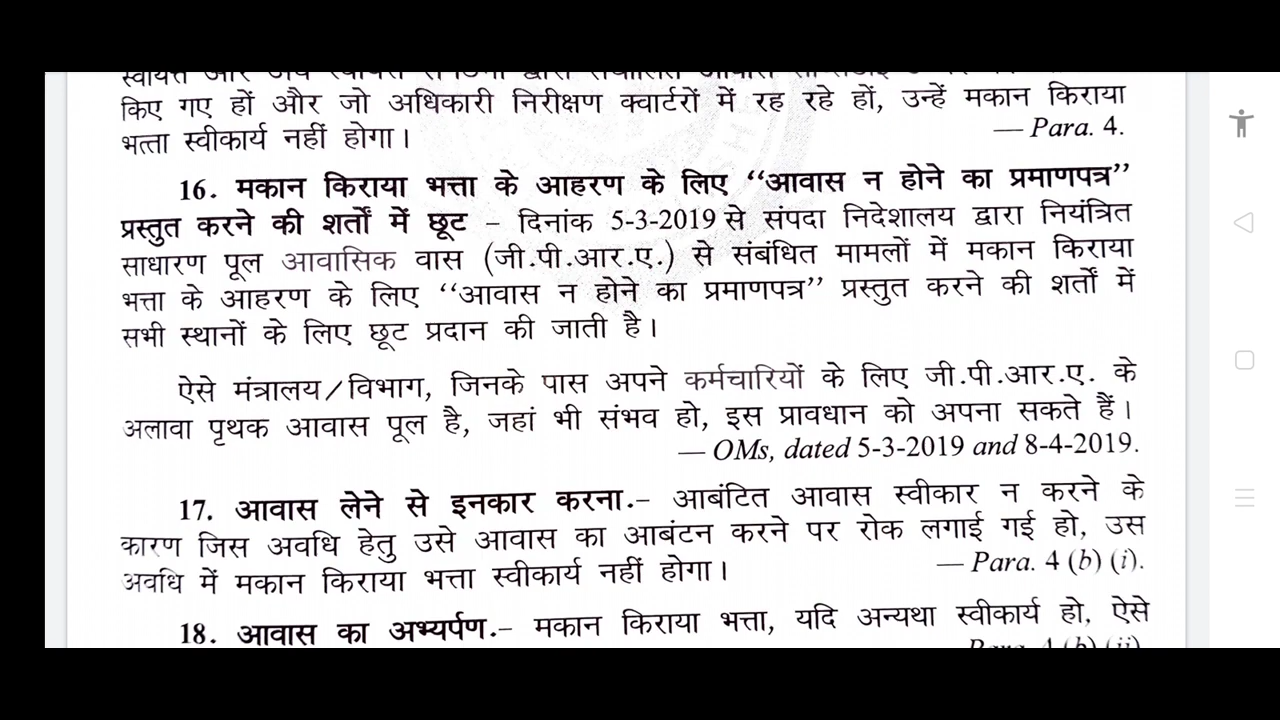 किए गए हों और जो अधिकारी निरीक्षण क्वार्टरों में रह रहे हों, उन्हें मकान किराया
भत्ता स्वीकार्य नहीं होगा।
— Para. 4.
16. मकान किराया भत्ता के आहरण के लिए “आवास न होने का प्रमाणपत्र”
प्रस्तुत करने की शर्तों में छूट – दिनांक 5-3-2019 से संपदा निदेशालय द्वारा नियंत्रित
साधारण पूल आवासिक वास (जी.पी.आर.ए.) से संबंधित मामलों में मकान किराया
भत्ता के आहरण के लिए “आवास न होने का प्रमाणपत्र” प्रस्तुत करने की शर्तों में
सभी स्थानों के लिए छूट प्रदान की जाती है।
ऐसे मंत्रालय/विभाग, जिनके पास अपने कर्मचारियों के लिए जी.पी.आर.ए. के
अलावा पृथक आवास पूल है, जहां भी संभव हो, इस प्रावधान को अपना सकते हैं।
— OMs, dated 5-3-2019 and 8-4-2019.
17. आवास लेने से इनकार करना.– आबंटित आवास स्वीकार न करने के
कारण जिस अवधि हेतु उसे आवास का आबंटन करने पर रोक लगाई गई हो, उस
अवधि में मकान किराया भत्ता स्वीकार्य नहीं होगा।
— Para. 4 (b) (i).
18. आवास का अभ्यर्पण.– मकान किराया भत्ता, यदि अन्यथा स्वीकार्य हो, ऐसे
Para. 4 (b) (ii)